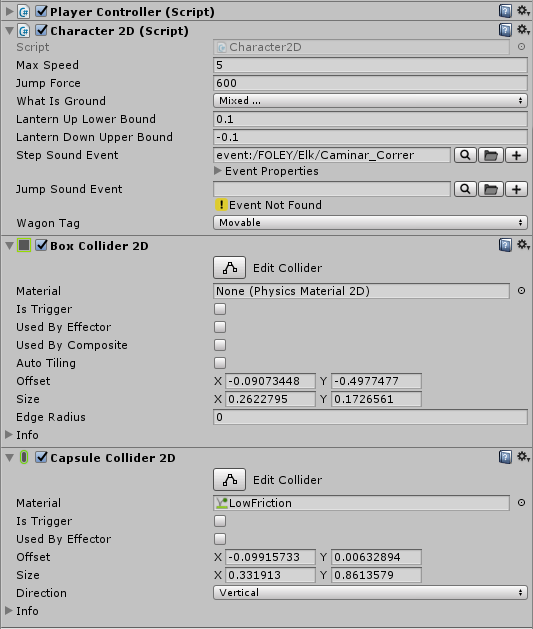 Player Controller (Script)
Character 2D (Script)
Script Character2D
Max Speed 5
Jump Force 600
What Is Ground Mixed ...
Lantern Up Lower Bound 0.1
Lantern Down Upper Bound -0.1
Step Sound Event event:/FOLEY/Elk/Caminar_Correr
Event Properties
Jump Sound Event
Event Not Found
Wagon Tag Movable
Box Collider 2D
Edit Collider
Material None (Physics Material 2D)
Is Trigger
Used By Effector
Used By Composite
Auto Tiling
Offset X -0.09073448 Y -0.4977477
Size X 0.2622795 Y 0.1726561
Edge Radius 0
Info
Capsule Collider 2D
Edit Collider
Material LowFriction
Is Trigger
Used By Effector
Offset X -0.09915733 Y 0.00632894
Size X 0.331913 Y 0.8613579
Direction Vertical
Info